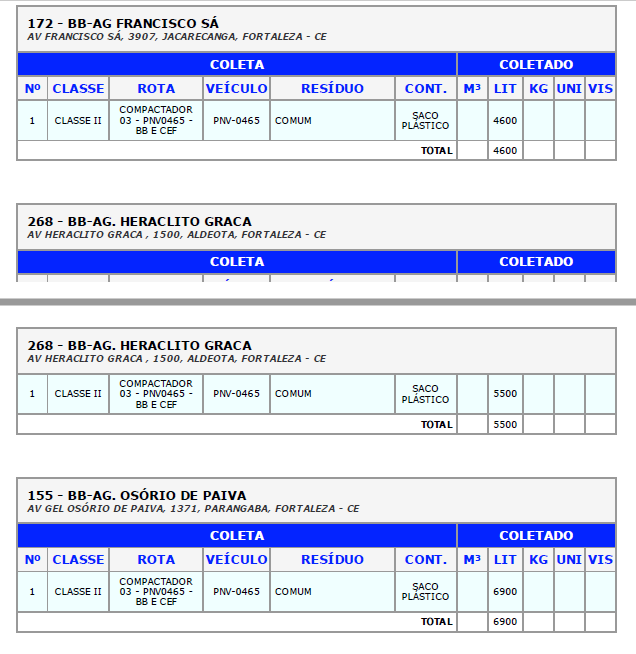 172 - BB-AG FRANCISCO SÁ
AV FRANCISCO SÁ, 3907, JACARECANGA, FORTALEZA - CE
COLETA COLETADO
Nº CLASSE ROTA VEÍCULO RESÍDUO CONT. M³ LIT KG UNI VIS
1 CLASSE II COMPACTADOR 03 - PNV0465 - BB E CEF PNV-0465 COMUM SACO PLÁSTICO 4600
TOTAL 4600
268 - BB-AG. HERACLITO GRACA
AV HERACLITO GRACA , 1500, ALDEOTA, FORTALEZA - CE
COLETA COLETADO
268 - BB-AG. HERACLITO GRACA
AV HERACLITO GRACA , 1500, ALDEOTA, FORTALEZA - CE
1 CLASSE II COMPACTADOR 03 - PNV0465 - BB E CEF PNV-0465 COMUM SACO PLÁSTICO 5500
TOTAL 5500
155 - BB-AG. OSÓRIO DE PAIVA
AV GEL OSÓRIO DE PAIVA, 1371, PARANGABA, FORTALEZA - CE
COLETA COLETADO
Nº CLASSE ROTA VEÍCULO RESÍDUO CONT. M³ LIT KG UNI VIS
1 CLASSE II COMPACTADOR 03 - PNV0465 - BB E CEF PNV-0465 COMUM SACO PLÁSTICO 6900
TOTAL 6900